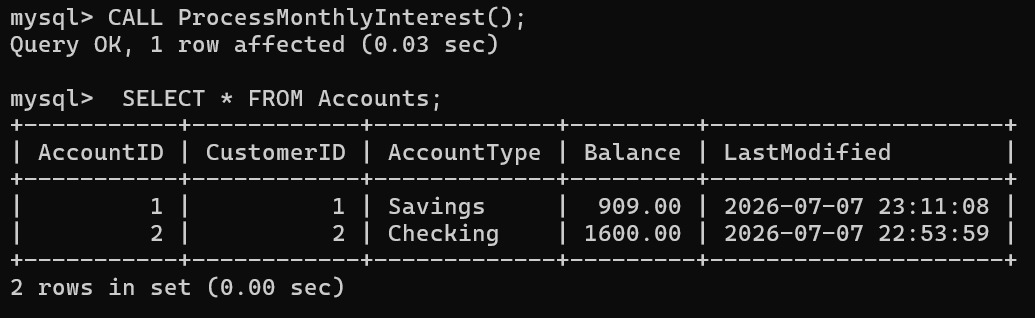 mysql> CALL ProcessMonthlyInterest();
Query OK, 1 row affected (0.03 sec)

mysql>  SELECT * FROM Accounts;
+-----------+------------+-------------+---------+---------------------+
| AccountID | CustomerID | AccountType | Balance | LastModified        |
+-----------+------------+-------------+---------+---------------------+
|         1 |          1 | Savings     |  909.00 | 2026-07-07 23:11:08 |
|         2 |          2 | Checking    | 1600.00 | 2026-07-07 22:53:59 |
+-----------+------------+-------------+---------+---------------------+
2 rows in set (0.00 sec)